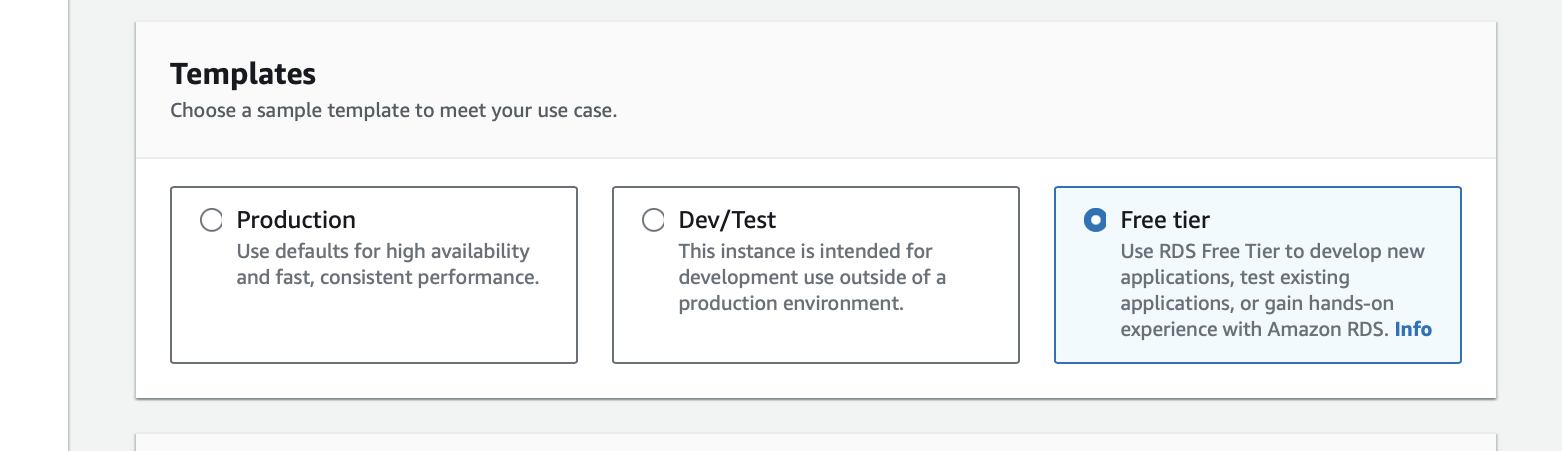 Templates
Choose a sample template to meet your use case.
Production
Use defaults for high availability
and fast, consistent performance.
Dev/Test
This instance is intended for
development use outside of a
production environment.
Free tier
Use RDS Free Tier to develop new
applications, test existing
applications, or gain hands-on
experience with Amazon RDS. Info